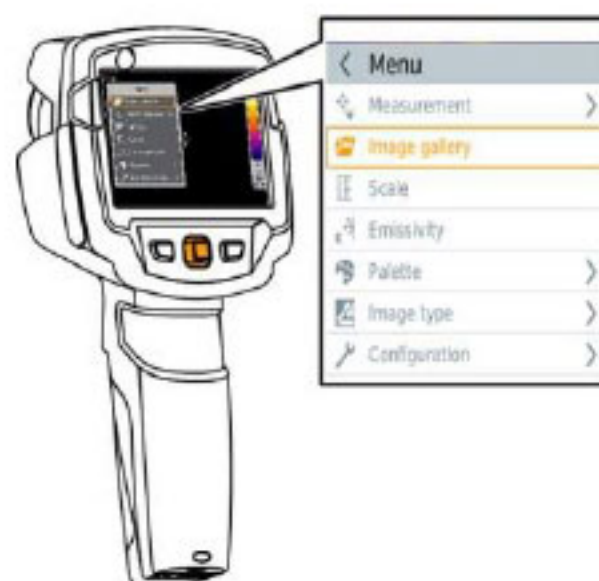 Menu
Measurement
Image gallery
Scale
Emissivity
Palette
Image type
Configuration